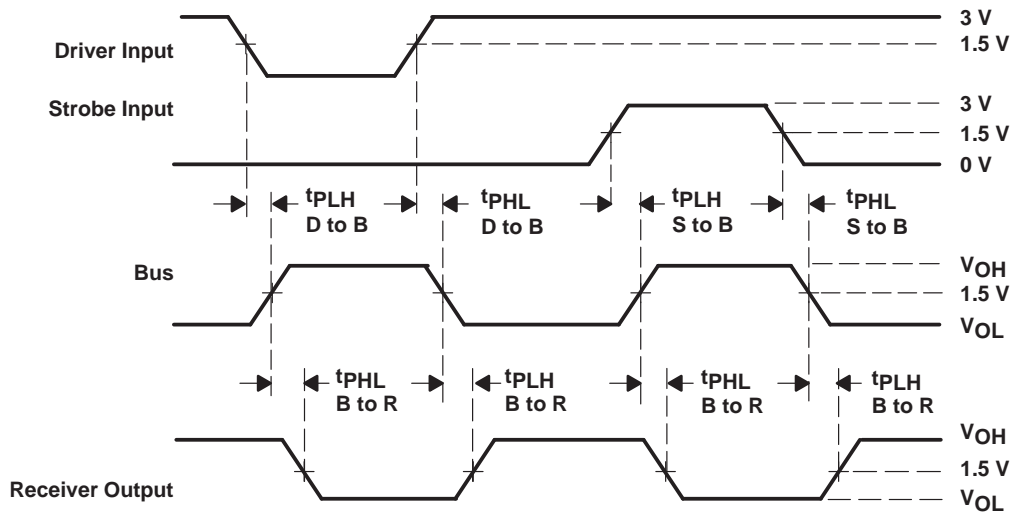 3 V
1.5 V
Driver Input
Strobe Input
3 V
1.5 V
0 V
tPLH
D to B
tPHL
D to B
tPLH
S to B
tPHL
S to B
Bus
VOH
1.5 V
VOL
tPHL
B to R
tPLH
B to R
tPHL
B to R
tPLH
B to R
VOH
1.5 V
Receiver Output
VOL